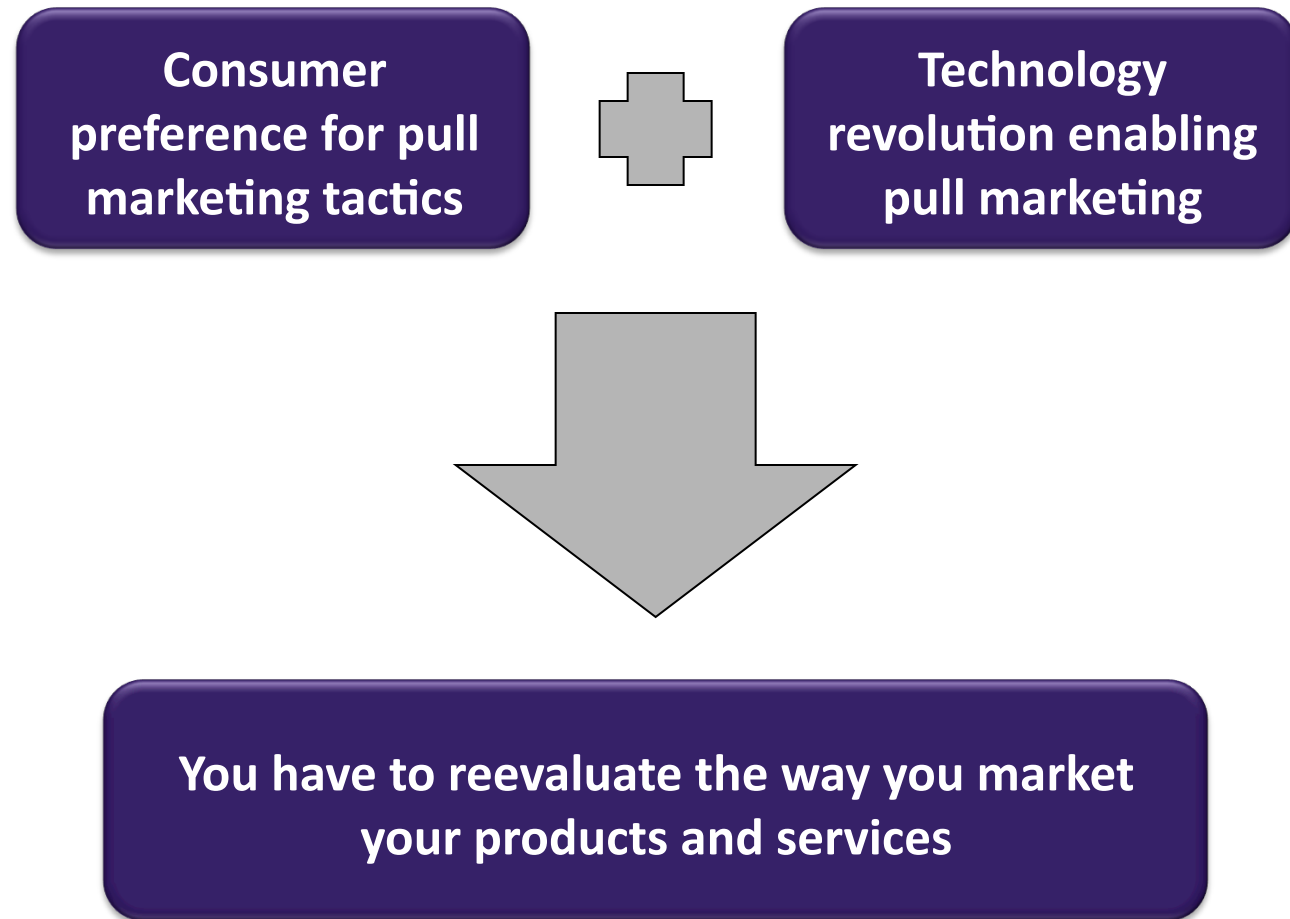 Consumer
preference for pull
marketing tactics
Technology
revolution enabling
pull marketing
You have to reevaluate the way you market
your products and services